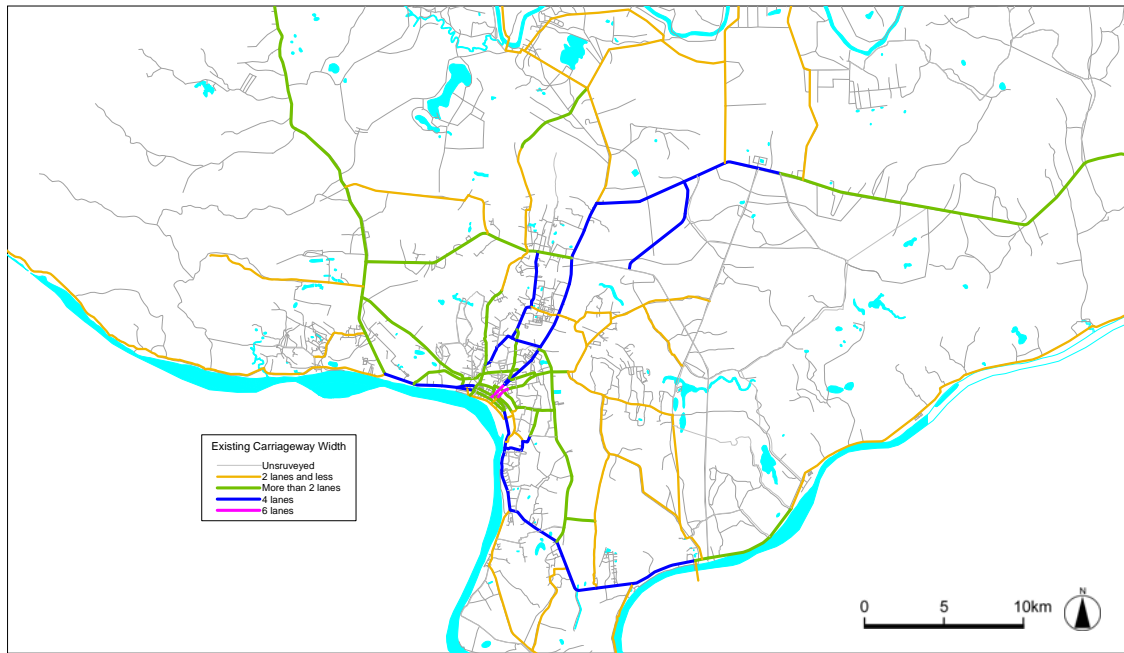 Existing Carriageway Width
Unsruveyed
2 lanes and less
More than 2 lanes
4 lanes
6 lanes
0 5 10km
N